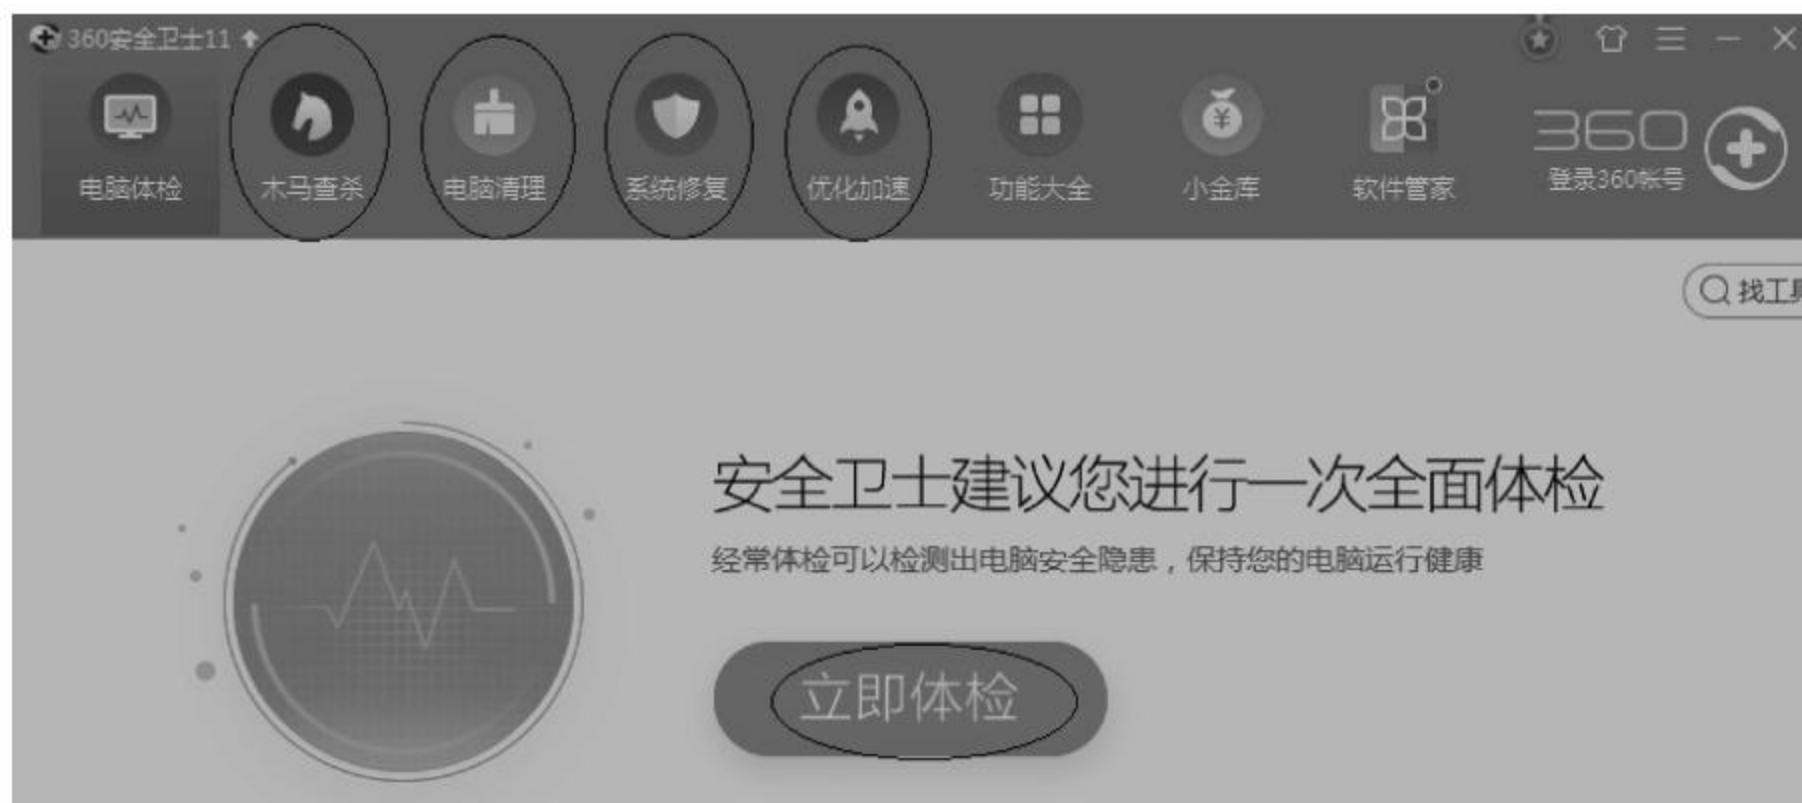 360安全卫士11
电脑体检 木马查杀 电脑清理 系统修复 优化加速 功能大全 小金库 软件管家
360
登录360帐号
找工具
安全卫士建议您进行一次全面体检
经常体检可以检测出电脑安全隐患，保持您的电脑运行健康
立即体检